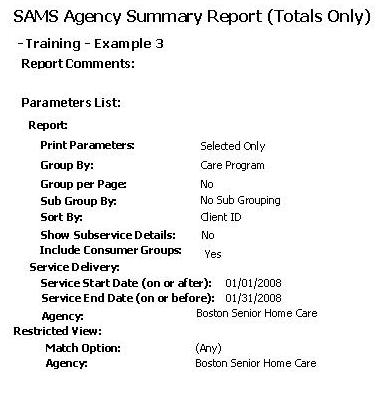 SAMS Agency Summary Report (Totals Only)
- Training - Example 3
Report Comments:
Parameters List:
Report:
Print Parameters: Selected Only
Group By: Care Program
Group per Page: No
Sub Group By: No Sub Grouping
Sort By: Client ID
Show Subservice Details: No
Include Consumer Groups: Yes
Service Delivery:
Service Start Date (on or after): 01/01/2008
Service End Date (on or before): 01/31/2008
Agency: Boston Senior Home Care
Restricted View:
Match Option: (Any)
Agency: Boston Senior Home Care